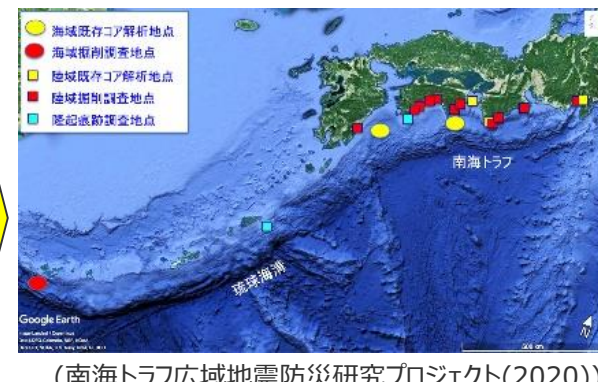 海域既存コア解析地点
海域掘削調査地点
陸域既存コア解析地点
陸域掘削調査地点
隆起痕跡調査地点
南海トラフ
琉球海溝
Google Earth
500 km
N
(南海トラフ広域地震防災研究プロジェクト(2020))